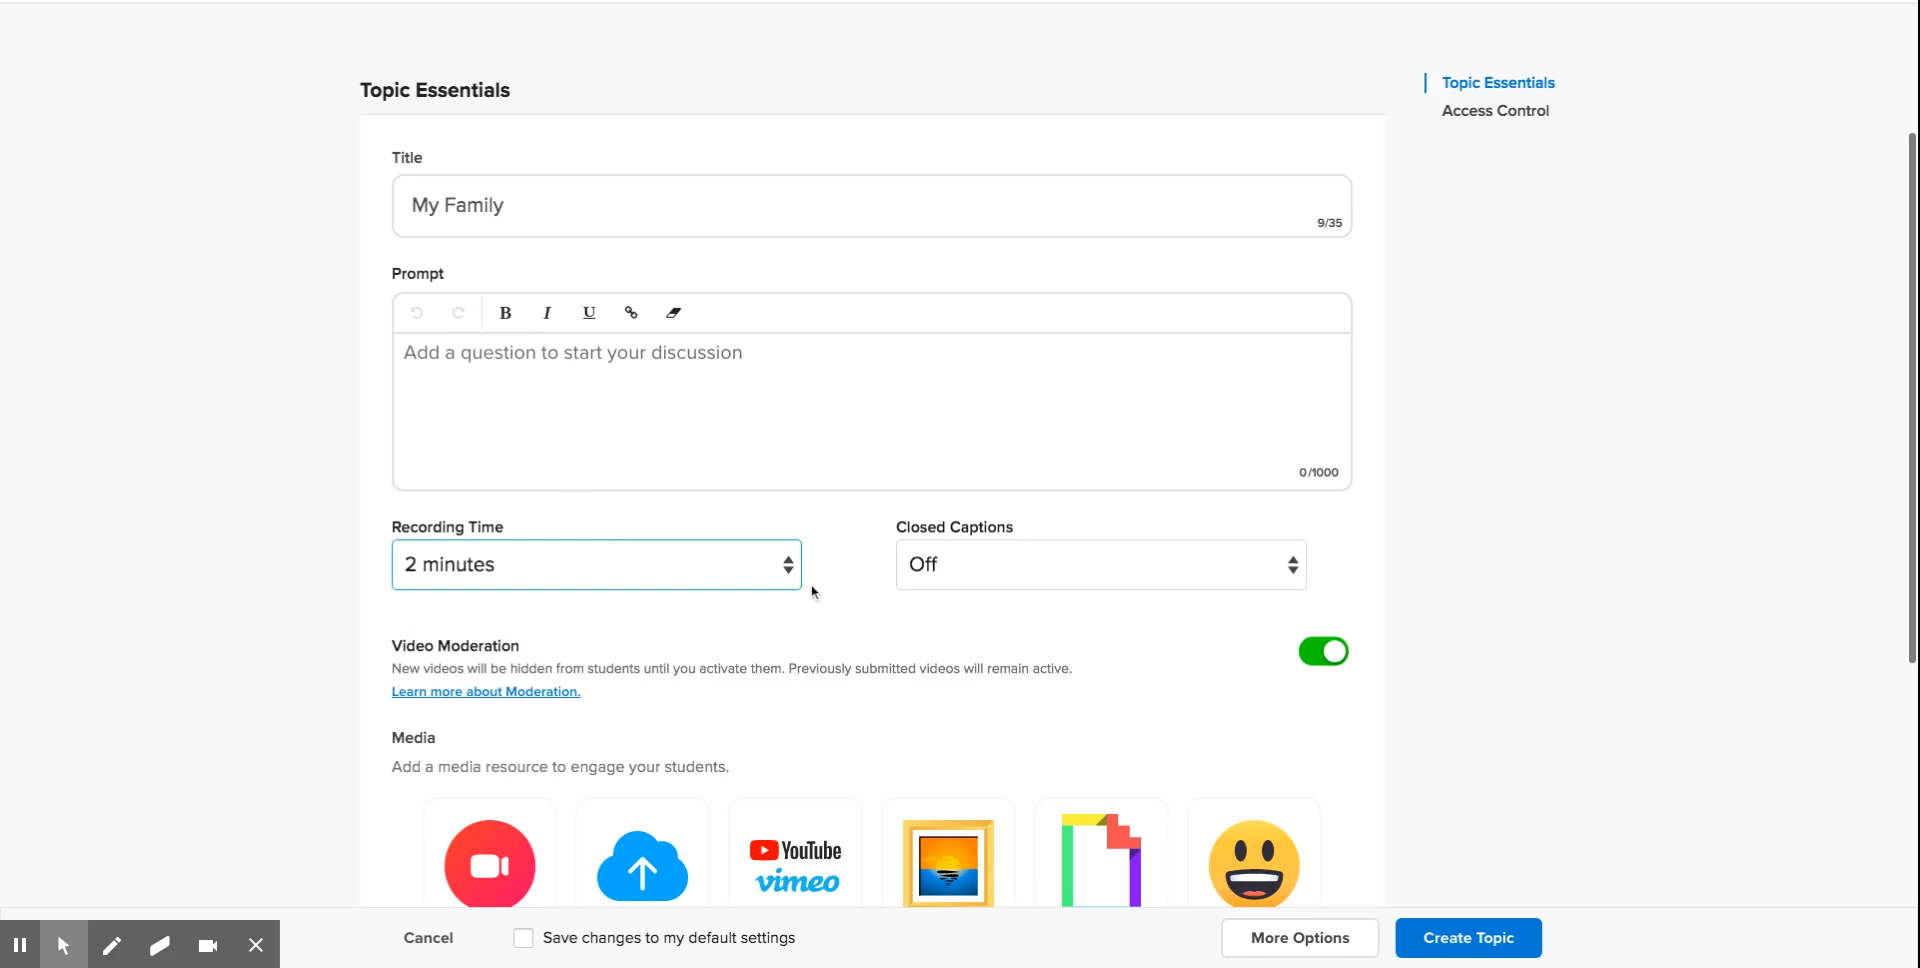 Topic Essentials
Topic Essentials
Access Control
Title
My Family
9/35
Prompt
B I U
Add a question to start your discussion
0/1000
Recording Time
Closed Captions
2 minutes
Off
Video Moderation
New videos will be hidden from students until you activate them. Previously submitted videos will remain active.
Learn more about Moderation.
Media
Add a media resource to engage your students.
YouTube
vimeo
Cancel
Save changes to my default settings
More Options
Create Topic